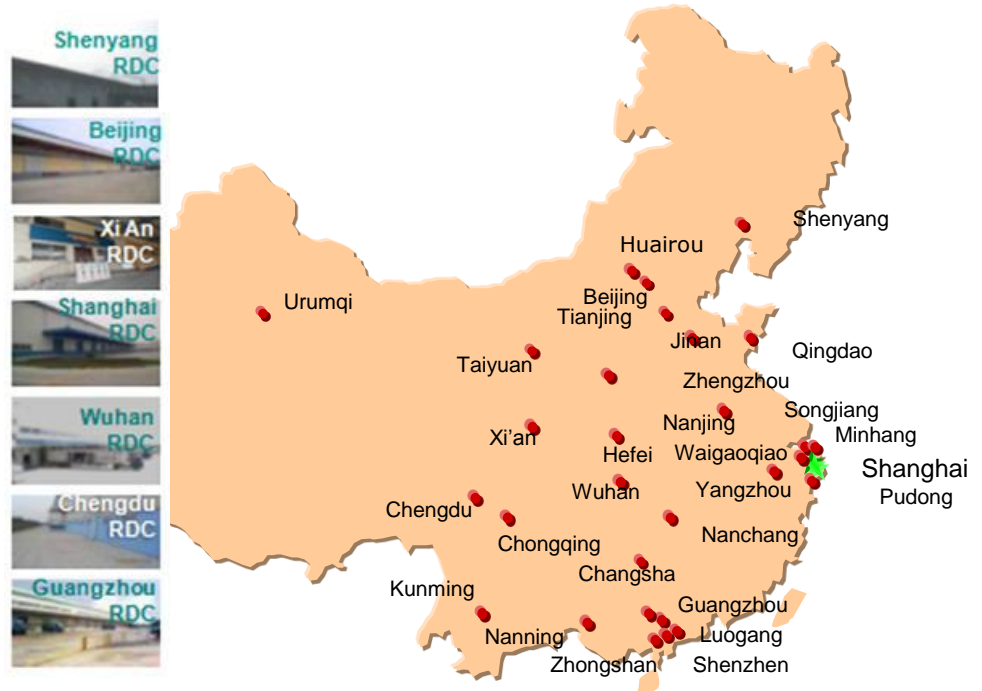 Shenyang
RDC
Beijing
RDC
Xi An
RDC
Shanghai
RDC
Wuhan
RDC
Chengdu
RDC
Guangzhou
RDC
Shenyang
Huairou
Urumqi
Beijing
Tianjing
Jinan
Qingdao
Taiyuan
Zhengzhou
Songjiang
Nanjing
Minhang
Xi'an
Hefei
Waigaoqiao
Shanghai
Wuhan
Yangzhou
Pudong
Chengdu
Chongqing
Nanchang
Changsha
Kunming
Guangzhou
Nanning
Luogang
Zhongshan
Shenzhen